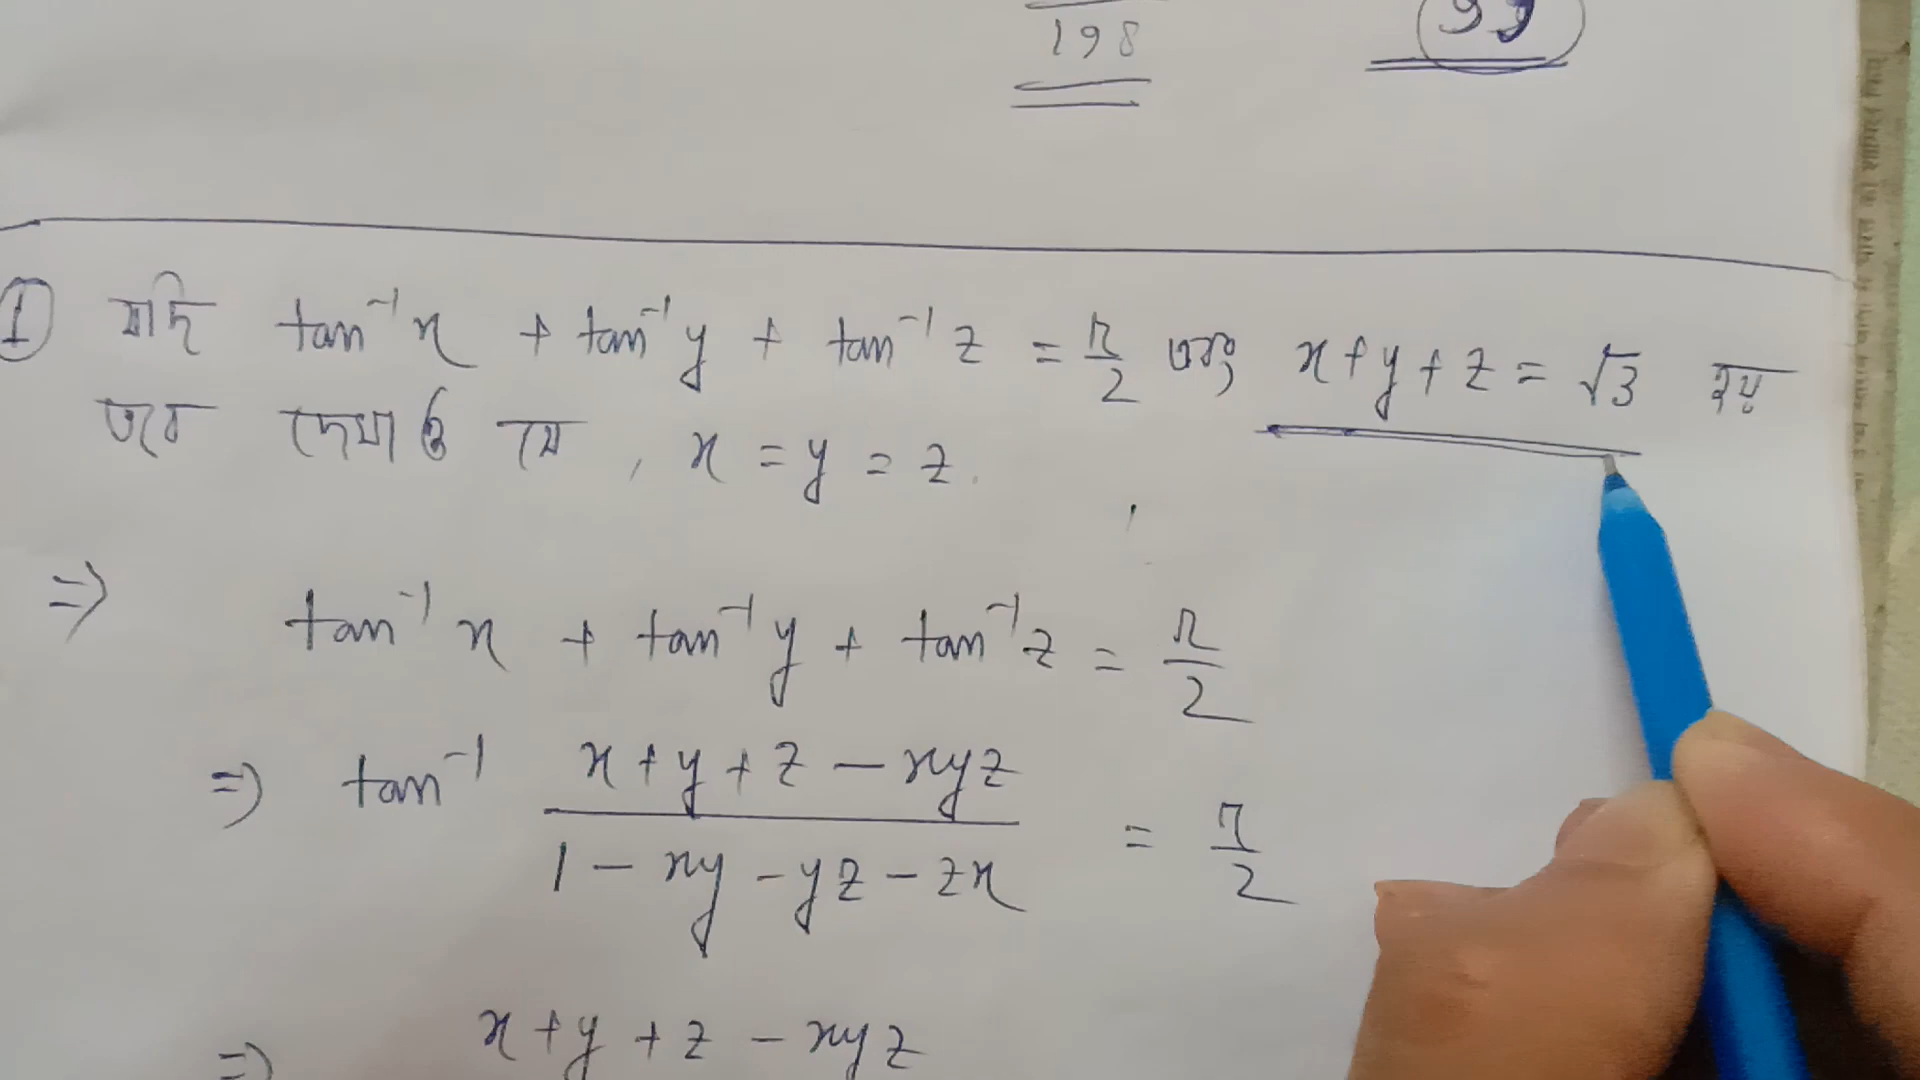 198
99
① যদি tan⁻¹x + tan⁻¹y + tan⁻¹z = π/2 এবং x+y+z = √3 হয়
তবে দেখাও যে, x = y = z.
⇒ tan⁻¹x + tan⁻¹y + tan⁻¹z = π/2
⇒ tan⁻¹ (x+y+z-xyz)/(1-xy-yz-zx) = π/2
⇒ x+y+z-xyz